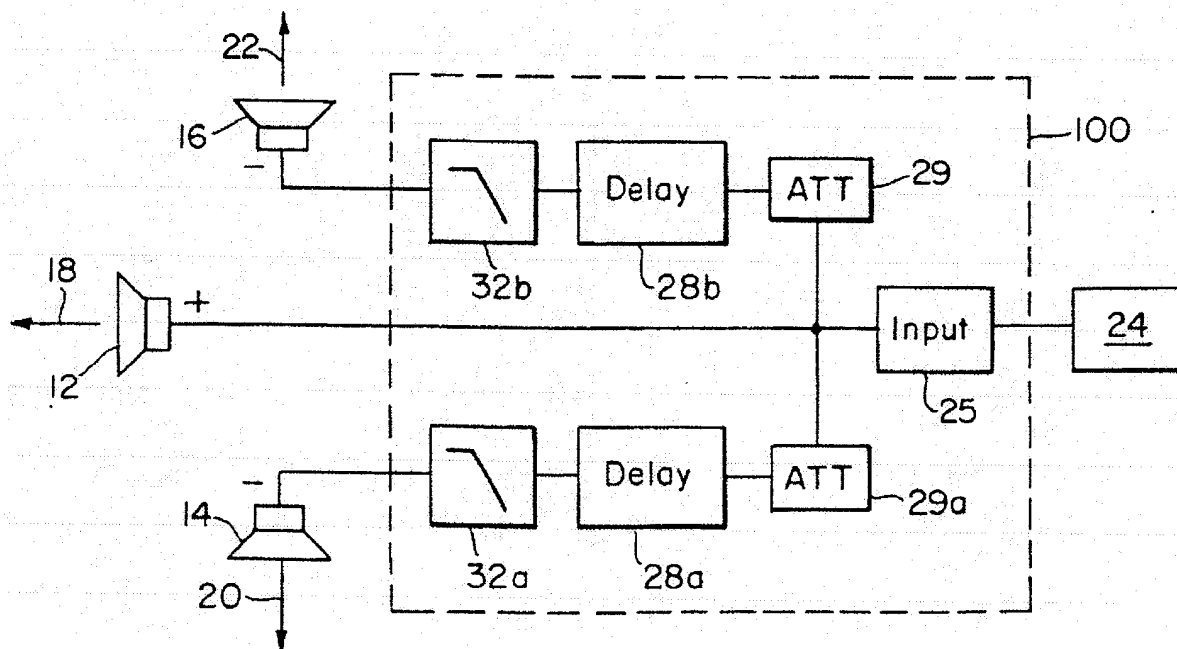 22
16
−
32b
Delay
28b
ATT
29
100
18
12
+
Input
25
24
−
14
20
32a
Delay
28a
ATT
29a